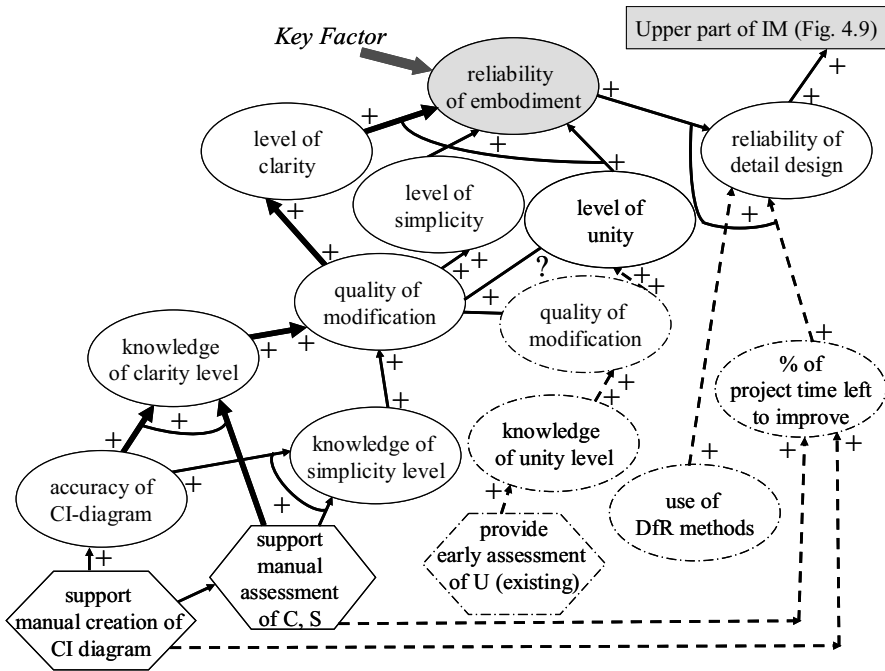 Key Factor
Upper part of IM (Fig. 4.9)
+
reliability
of embodiment
+
+
+
+
level of
clarity
+
reliability of
detail design
level of
simplicity
level of
unity
+
+
+
+
?
+
+
+
quality of
modification
+
quality of
modification
+
+
+
knowledge
of clarity level
+
+
+
+
% of
project time left
to improve
+
+
+
knowledge of
simplicity level
knowledge
of unity level
+
+
+
+
+
accuracy of
CI-diagram
+
+
use of
DfR methods
+
support
manual
assessment
of C, S
provide
early assessment
of U (existing)
support
manual creation of
CI diagram